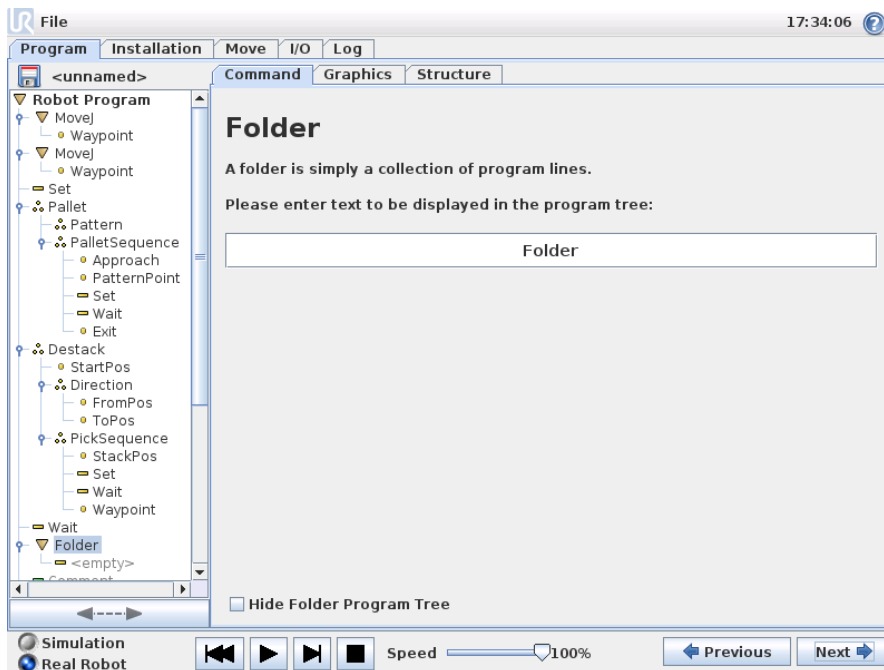 UR File 17:34:06 ?
Program Installation Move I/O Log
<unnamed>
Command Graphics Structure
Robot Program
MoveJ
Waypoint
MoveJ
Waypoint
Set
Pallet
Pattern
PalletSequence
Approach
PatternPoint
Set
Wait
Exit
Destack
StartPos
Direction
FromPos
ToPos
PickSequence
StackPos
Set
Wait
Waypoint
Wait
Folder
<empty>
Comment
Folder
A folder is simply a collection of program lines.
Please enter text to be displayed in the program tree:
Folder
Hide Folder Program Tree
Simulation
Real Robot
Speed 100%
Previous Next